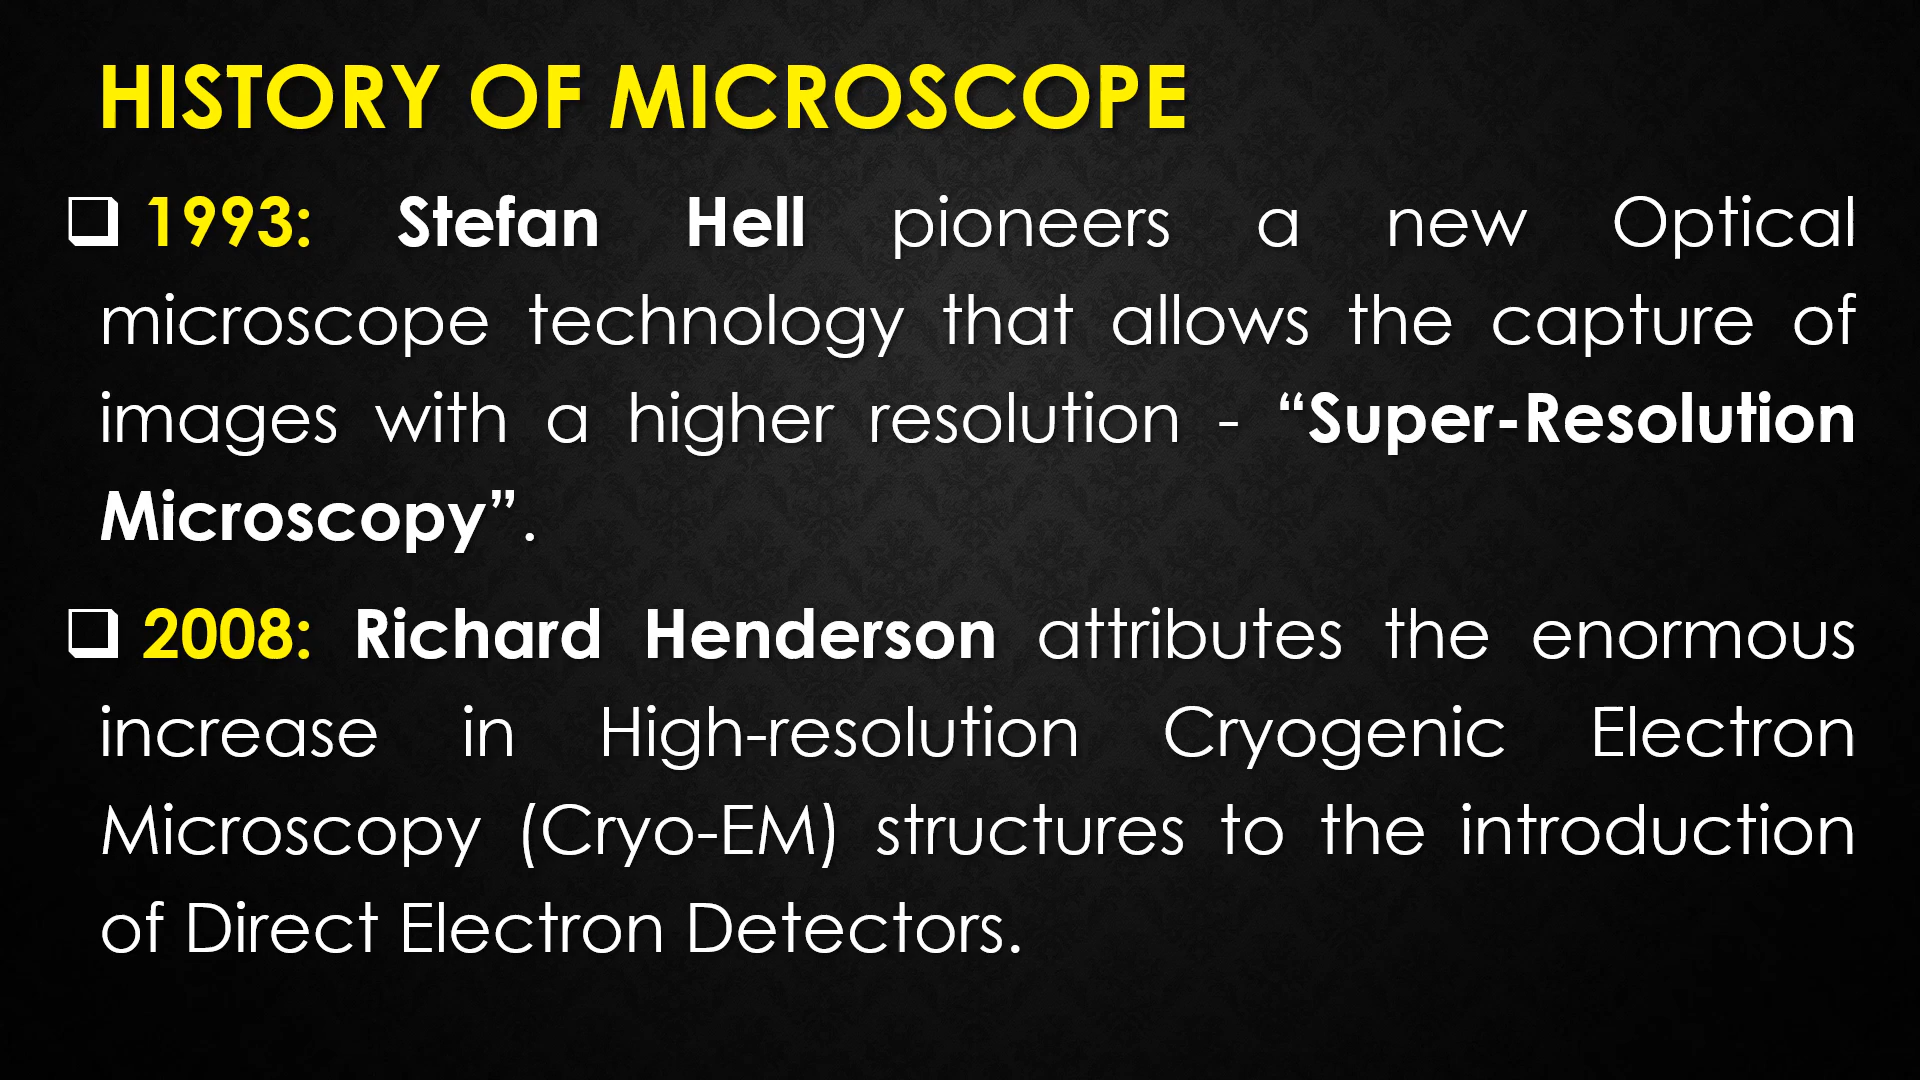 HISTORY OF MICROSCOPE
❑ 1993: Stefan Hell pioneers a new Optical
microscope technology that allows the capture of
images with a higher resolution - “Super-Resolution
Microscopy”.
❑ 2008: Richard Henderson attributes the enormous
increase in High-resolution Cryogenic Electron
Microscopy (Cryo-EM) structures to the introduction
of Direct Electron Detectors.